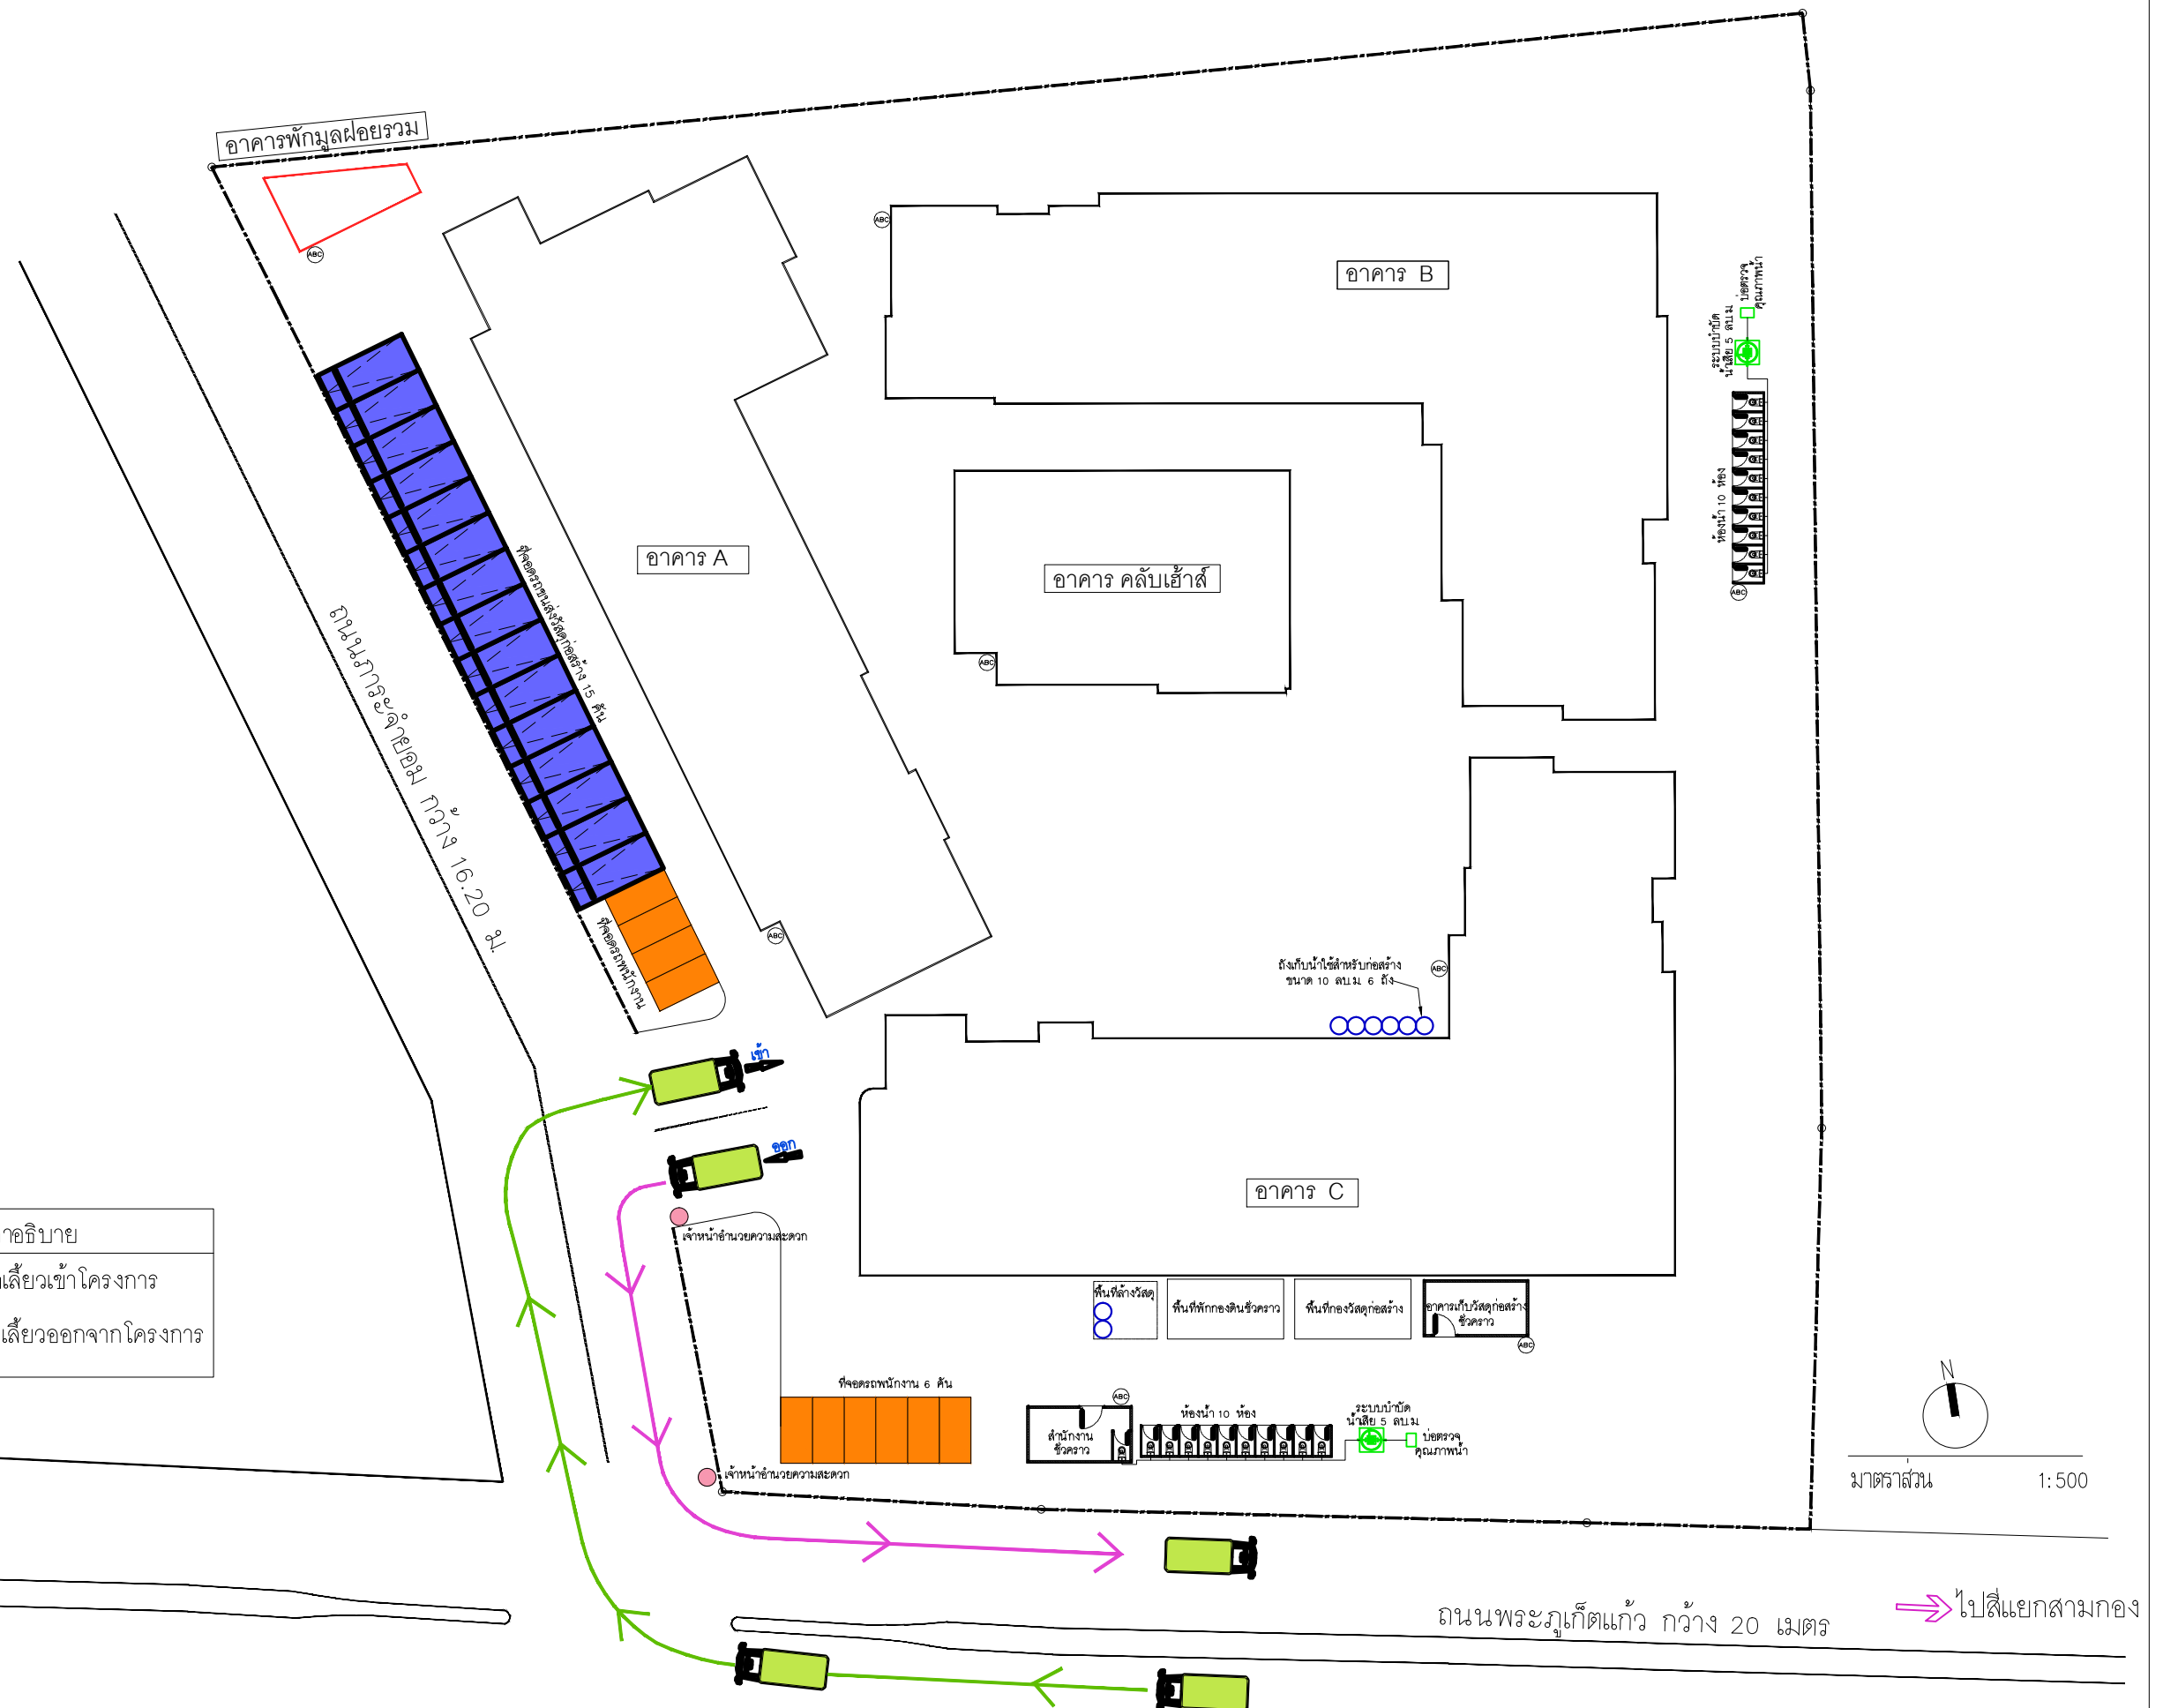 อาคารพักมูลฝอยรวม
ABC
ABC
อาคาร B
บ่อตรวจ
คุณภาพน้ำ
ระบบบำบัด
น้ำเสีย 5 ลบ.ม.
ห้องน้ำ 10 ห้อง
ABC
อาคาร A
อาคาร คลับเฮ้าส์
ABC
ที่จอดรถขนส่งวัสดุก่อสร้าง 15 คัน
ถนนภาระจำยอม กว้าง 16.20 ม.
ที่จอดรถพนักงาน
ABC
ถังเก็บน้ำใช้สำหรับก่อสร้าง
ขนาด 10 ลบ.ม. 6 ถัง
ABC
เข้า
ออก
เจ้าหน้าอำนวยความสะดวก
อาคาร C
าอธิบาย
เลี้ยวเข้าโครงการ
เลี้ยวออกจากโครงการ
พื้นที่ล้างวัสดุ
พื้นที่พักกองดินชั่วคราว
พื้นที่กองวัสดุก่อสร้าง
อาคารเก็บวัสดุก่อสร้าง
ชั่วคราว
ABC
ที่จอดรถพนักงาน 6 คัน
ABC
สำนักงาน
ชั่วคราว
ห้องน้ำ 10 ห้อง
ระบบบำบัด
น้ำเสีย 5 ลบ.ม.
บ่อตรวจ
คุณภาพน้ำ
เจ้าหน้าอำนวยความสะดวก
N
มาตราส่วน 1:500
ถนนพระภูเก็ตแก้ว กว้าง 20 เมตร
ไปสี่แยกสามกอง